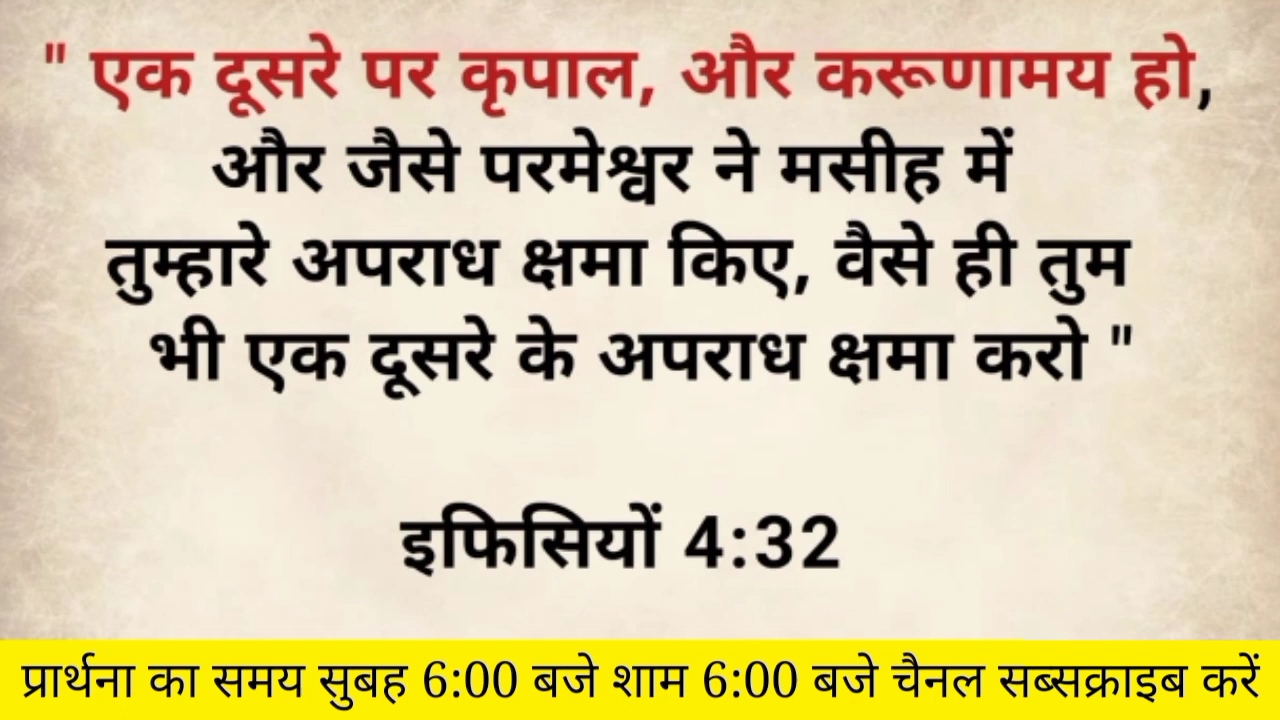 " एक दूसरे पर कृपाल, और करूणामय हो,
और जैसे परमेश्वर ने मसीह में
तुम्हारे अपराध क्षमा किए, वैसे ही तुम
भी एक दूसरे के अपराध क्षमा करो "
इफिसियों 4:32
प्रार्थना का समय सुबह 6:00 बजे शाम 6:00 बजे चैनल सब्सक्राइब करें